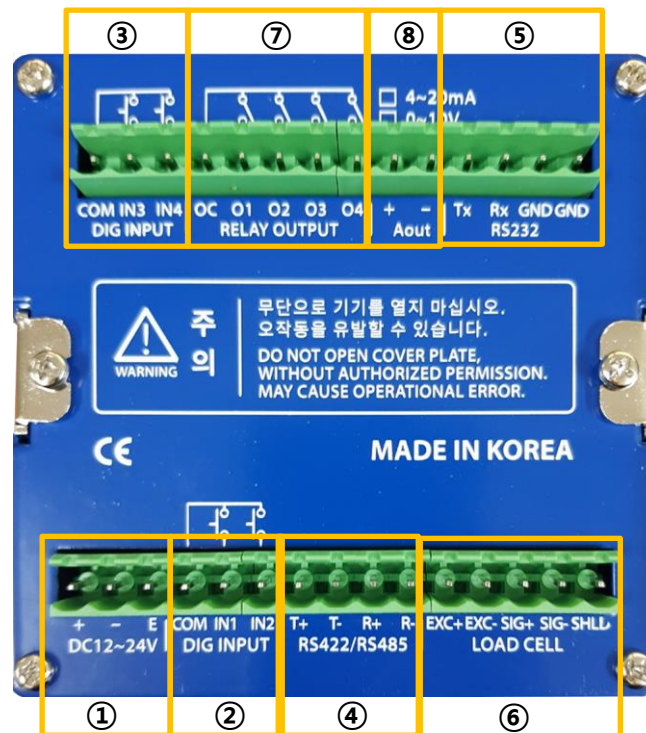 ③ ⑦ ⑧ ⑤
4~20mA
0~10V
COM IN3 IN4 OC O1 O2 O3 O4 + − Tx Rx GND GND
DIG INPUT RELAY OUTPUT Aout RS232
주의
WARNING
무단으로 기기를 열지 마십시오.
오작동을 유발할 수 있습니다.
DO NOT OPEN COVER PLATE,
WITHOUT AUTHORIZED PERMISSION.
MAY CAUSE OPERATIONAL ERROR.
CE MADE IN KOREA
+ − E COM IN1 IN2 T+ T- R+ R- EXC+ EXC- SIG+ SIG- SHLD
DC12~24V DIG INPUT RS422/RS485 LOAD CELL
① ② ④ ⑥